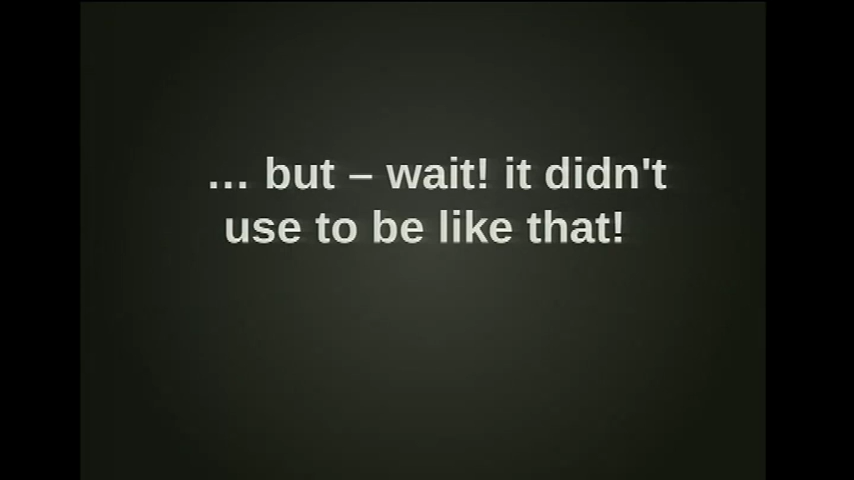 … but – wait! it didn't
use to be like that!